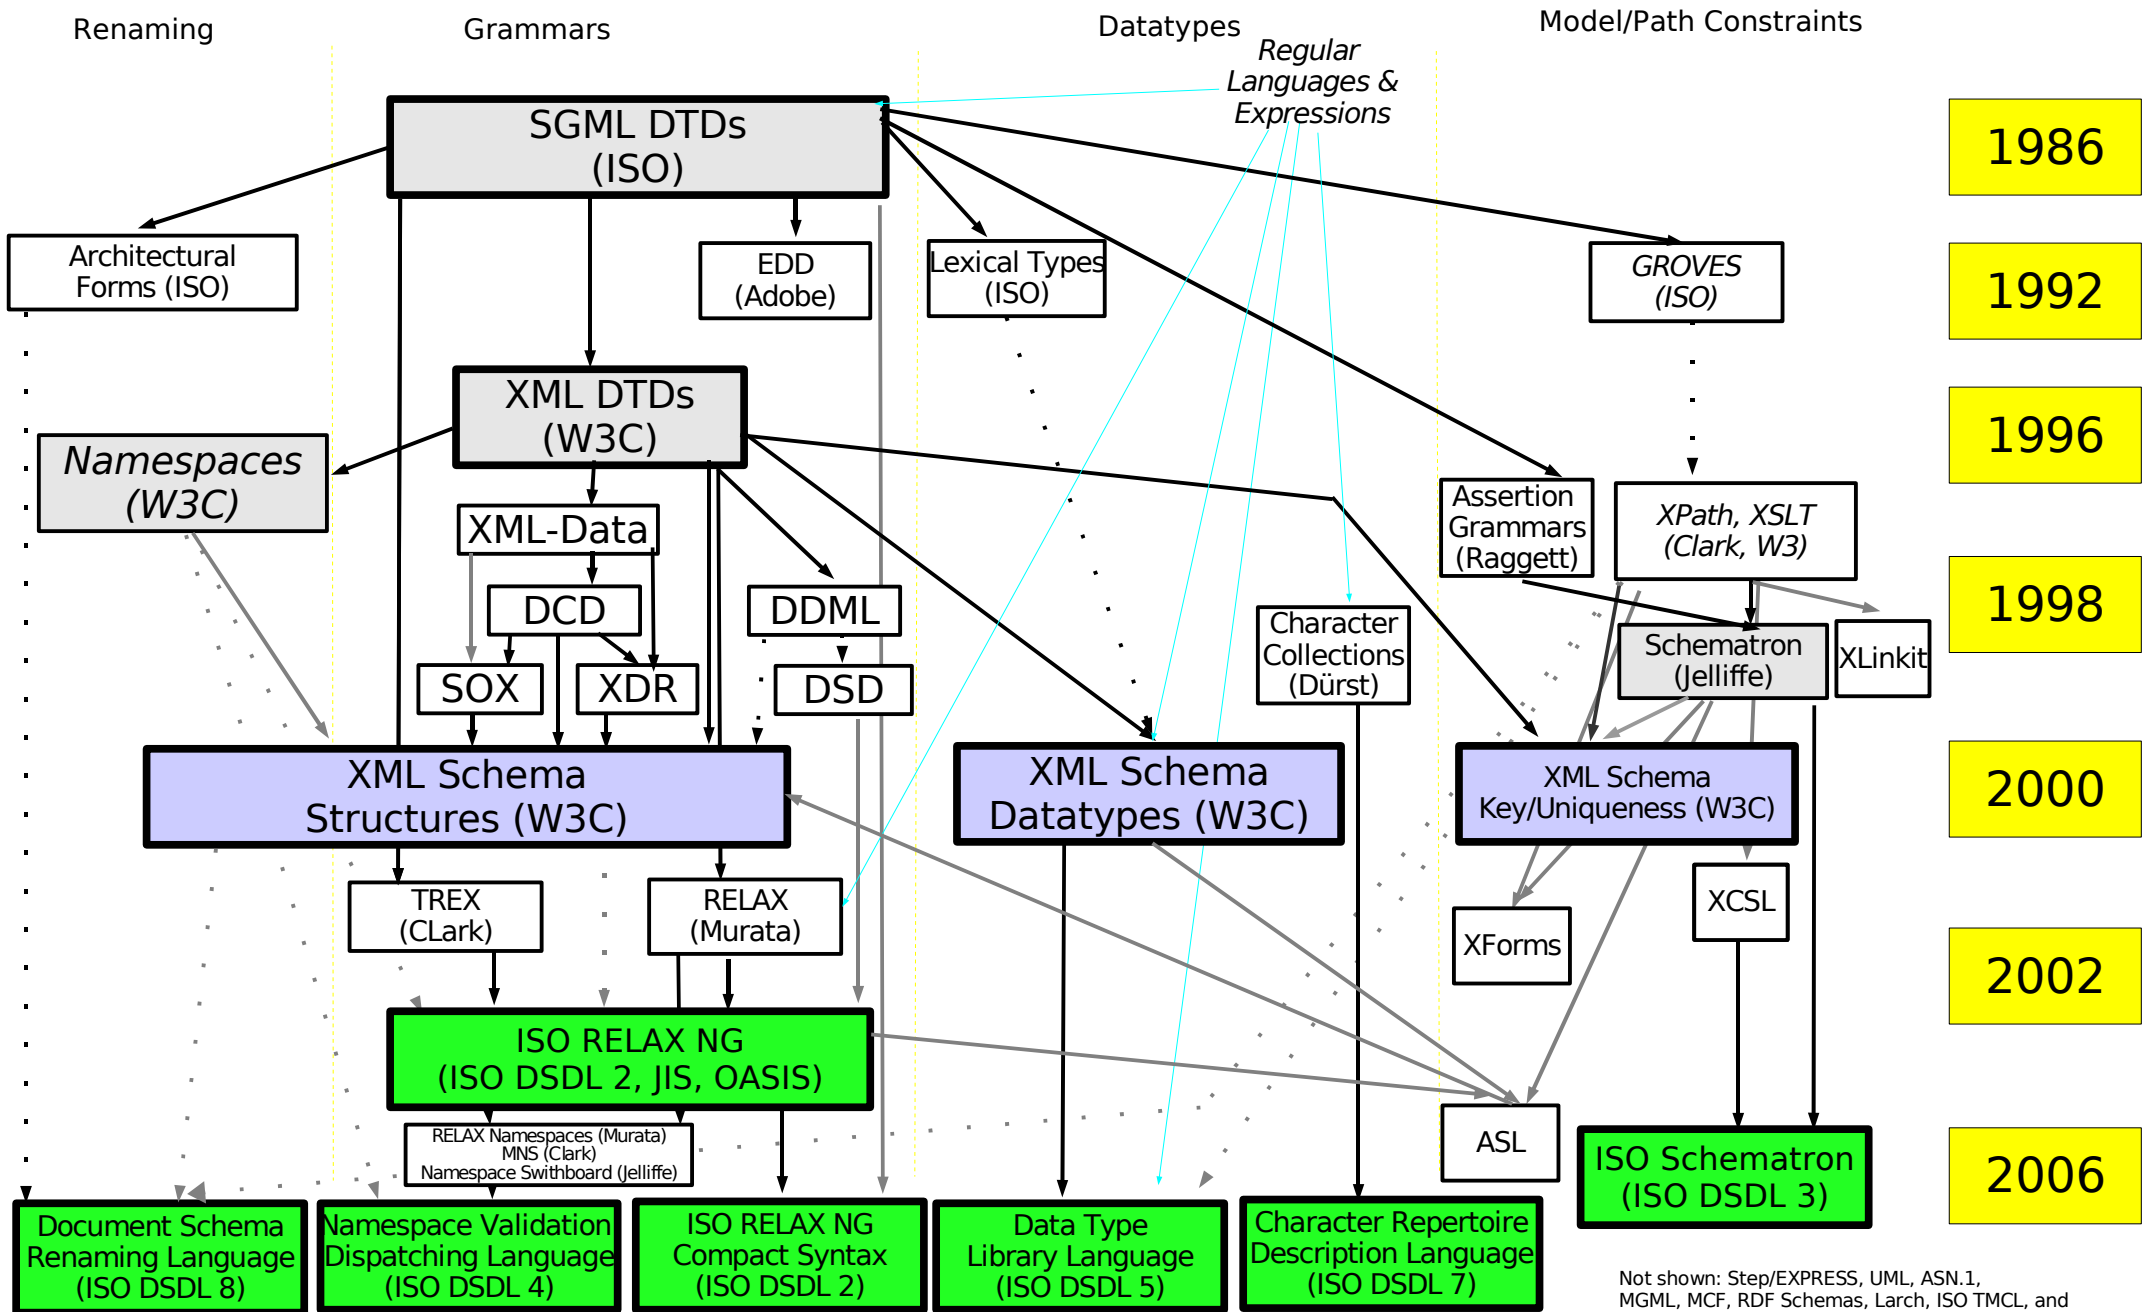 Renaming
Grammars
Datatypes
Model/Path Constraints
Regular
Languages &
Expressions
SGML DTDs
(ISO)
1986
Architectural
Forms (ISO)
EDD
(Adobe)
Lexical Types
(ISO)
GROVES
(ISO)
1992
XML DTDs
(W3C)
1996
Namespaces
(W3C)
Assertion
Grammars
(Raggett)
XPath, XSLT
(Clark, W3)
XML-Data
DCD
DDML
1998
Character
Collections
(Dürst)
Schematron
(Jelliffe)
XLinkit
SOX
XDR
DSD
XML Schema
Structures (W3C)
XML Schema
Datatypes (W3C)
XML Schema
Key/Uniqueness (W3C)
2000
TREX
(CLark)
RELAX
(Murata)
XCSL
XForms
2002
ISO RELAX NG
(ISO DSDL 2, JIS, OASIS)
RELAX Namespaces (Murata)
MNS (Clark)
Namespace Swithboard (Jelliffe)
ASL
ISO Schematron
(ISO DSDL 3)
2006
Document Schema
Renaming Language
(ISO DSDL 8)
Namespace Validation
Dispatching Language
(ISO DSDL 4)
ISO RELAX NG
Compact Syntax
(ISO DSDL 2)
Data Type
Library Language
(ISO DSDL 5)
Character Repertoire
Description Language
(ISO DSDL 7)
Not shown: Step/EXPRESS, UML, ASN.1,
MGML, MCF, RDF Schemas, Larch, ISO TMCL, and